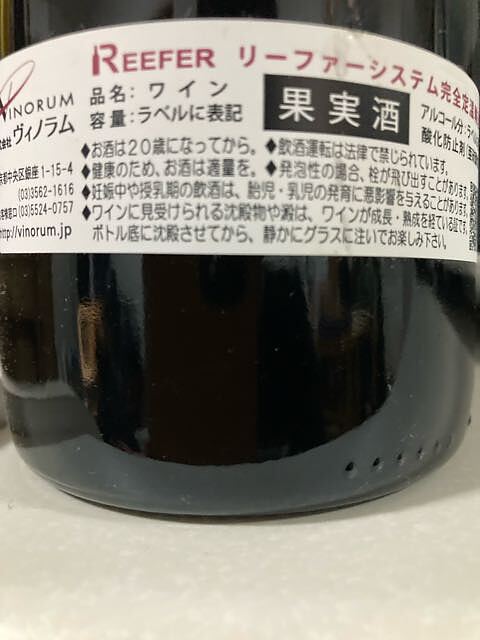 REEFER リーファーシステム完全定温
VINORUM
ヴィノラム
品名:ワイン
容量:ラベルに表記
果実酒
アルコール分:ラ
酸化防止剤
京都中央区銀座1-15-4
(03)3562-1616
(03)6524-0757
http://vinorum.jp
◆お酒は20歳になってから。◆飲酒運転は法律で禁じられています。
◆健康のため、お酒は適量を。◆発泡性の場合、栓が飛び出すことがあります。
◆妊娠中や授乳期の飲酒は、胎児・乳児の発育に悪影響を与えることがあります。
◆ワインに見受けられる沈殿物や澱は、ワインが成長・熟成を経ている証です。
ボトル底に沈殿させてから、静かにグラスに注いでお楽しみ下さい。